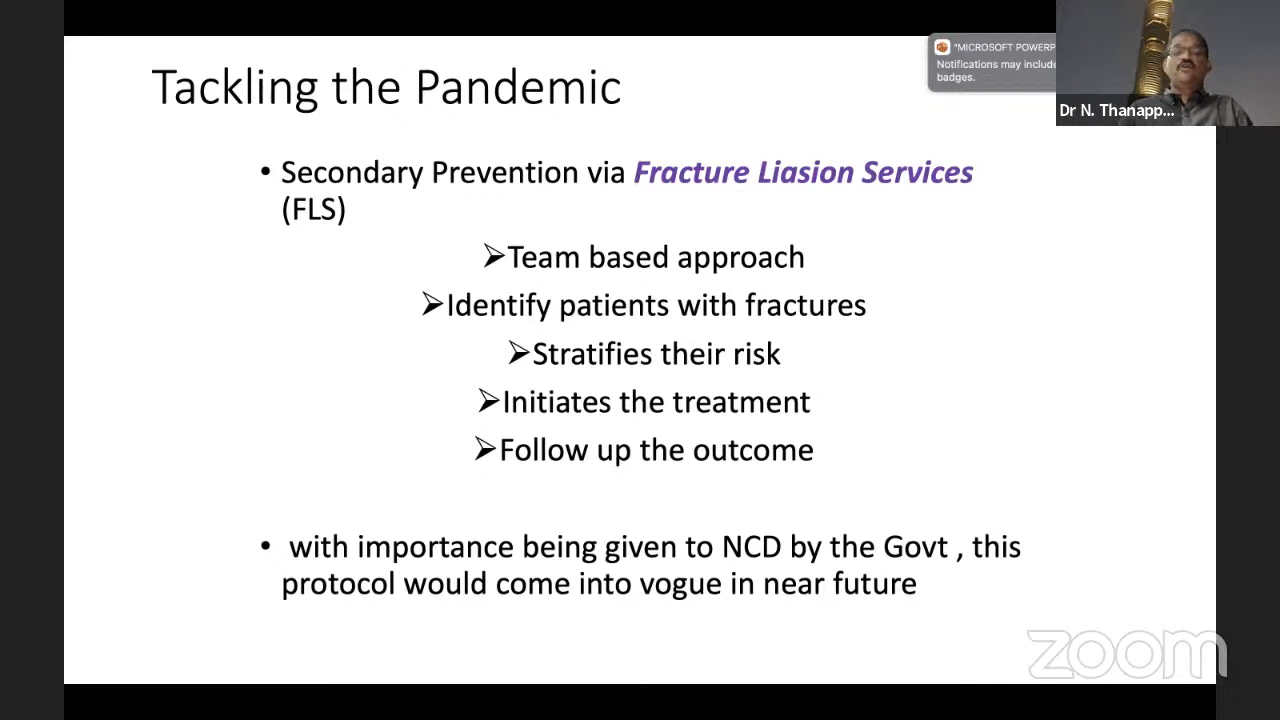 Tackling the Pandemic
"MICROSOFT POWERP
Notifications may include
badges.
Dr N. Thanapp...
• Secondary Prevention via Fracture Liasion Services
(FLS)
➢Team based approach
➢Identify patients with fractures
➢Stratifies their risk
➢Initiates the treatment
➢Follow up the outcome
• with importance being given to NCD by the Govt , this
protocol would come into vogue in near future
zoom